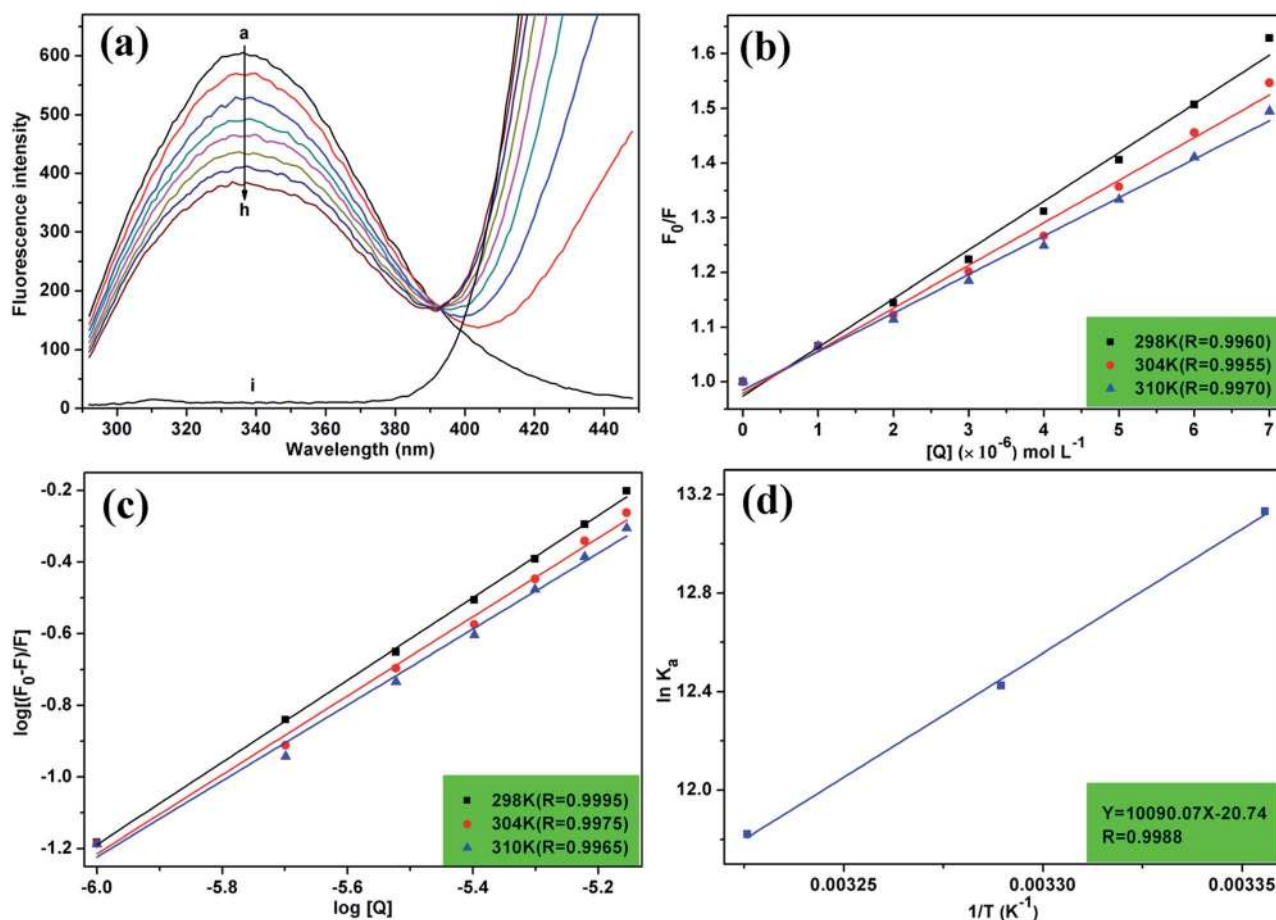 (a)
a
h
i
600
500
400
300
200
100
0
Fluorescence intensity
300 320 340 360 380 400 420 440
Wavelength (nm)
(b)
1.6
1.5
1.4
1.3
1.2
1.1
1.0
F₀/F
298K(R=0.9960)
304K(R=0.9955)
310K(R=0.9970)
0 1 2 3 4 5 6 7
[Q] (× 10⁻⁶) mol L⁻¹
(c)
-0.2
-0.4
-0.6
-0.8
-1.0
-1.2
log[(F₀-F)/F]
298K(R=0.9995)
304K(R=0.9975)
310K(R=0.9965)
-6.0 -5.8 -5.6 -5.4 -5.2
log [Q]
(d)
13.2
12.8
12.4
12.0
ln Kₐ
Y=10090.07X-20.74
R=0.9988
0.00325 0.00330 0.00335
1/T (K⁻¹)